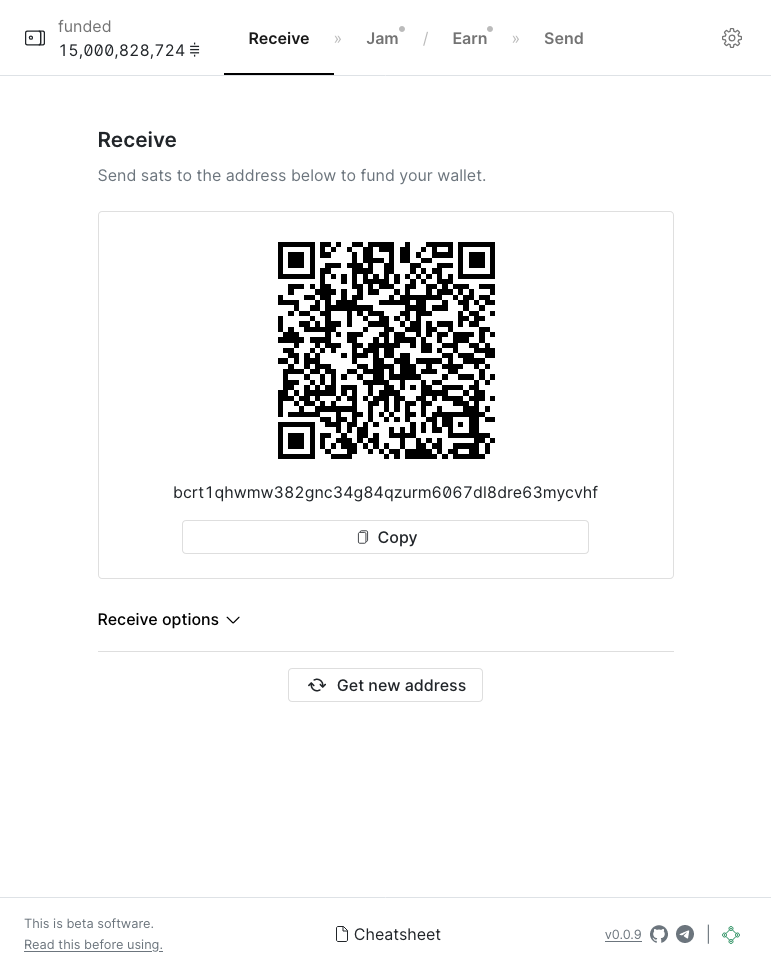 funded
15,000,828,724
Receive » Jam / Earn » Send
Receive
Send sats to the address below to fund your wallet.
bcrt1qhwmw382gnc34g84qzurm6067dl8dre63mycvhf
Copy
Receive options
Get new address
This is beta software.
Read this before using.
Cheatsheet
v0.0.9